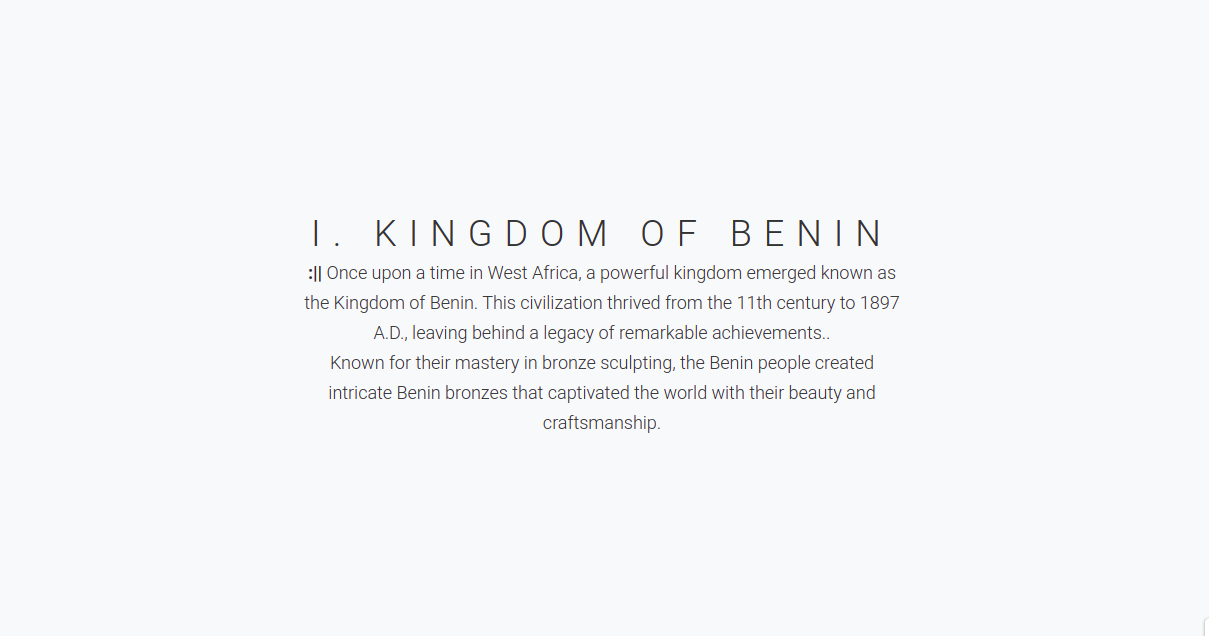 I. KINGDOM OF BENIN
:|| Once upon a time in West Africa, a powerful kingdom emerged known as
the Kingdom of Benin. This civilization thrived from the 11th century to 1897
A.D., leaving behind a legacy of remarkable achievements..
Known for their mastery in bronze sculpting, the Benin people created
intricate Benin bronzes that captivated the world with their beauty and
craftsmanship.